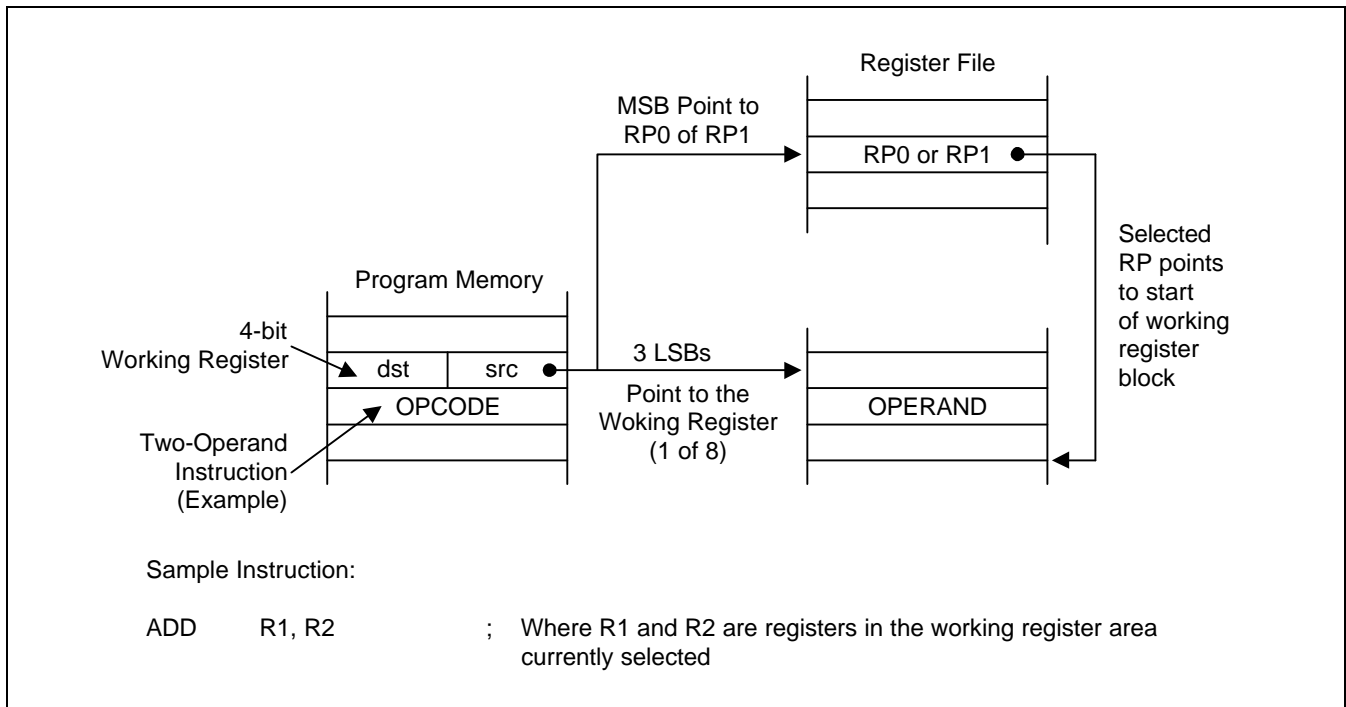 Register File
MSB Point to
RP0 of RP1
RP0 or RP1
Selected
RP points
to start
of working
register
block
Program Memory
4-bit
Working Register
dst
src
3 LSBs
Point to the
Woking Register
(1 of 8)
OPCODE
OPERAND
Two-Operand
Instruction
(Example)
Sample Instruction:
ADD R1, R2 ; Where R1 and R2 are registers in the working register area
currently selected